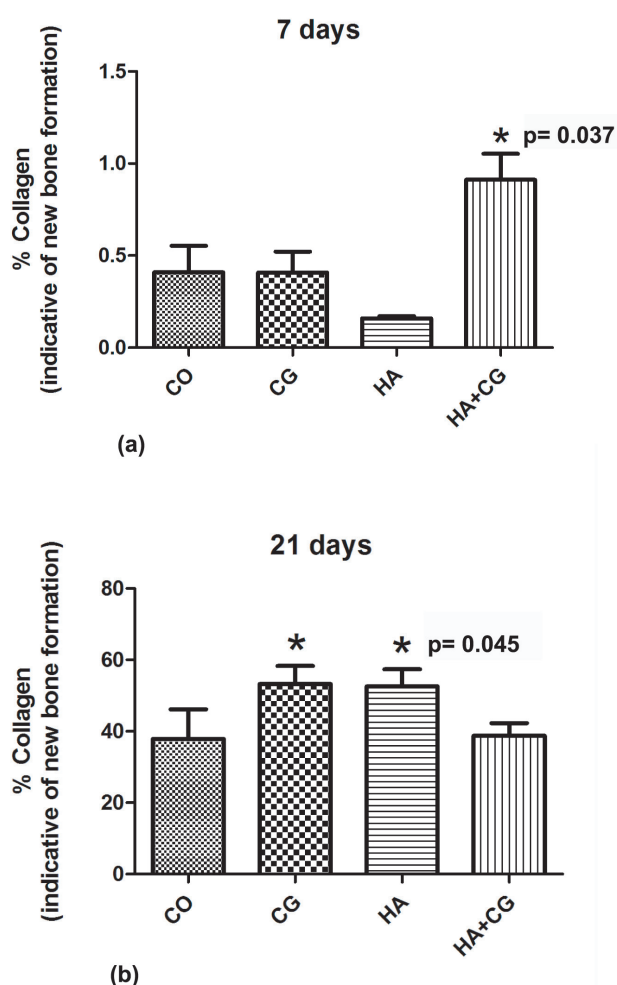 7 days
% Collagen
(indicative of new bone formation)
1.5
1.0
0.5
0.0
* p= 0.037
CO
CG
HA
HA+CG
(a)
21 days
% Collagen
(indicative of new bone formation)
80
60
40
20
0
*
* p= 0.045
CO
CG
HA
HA+CG
(b)